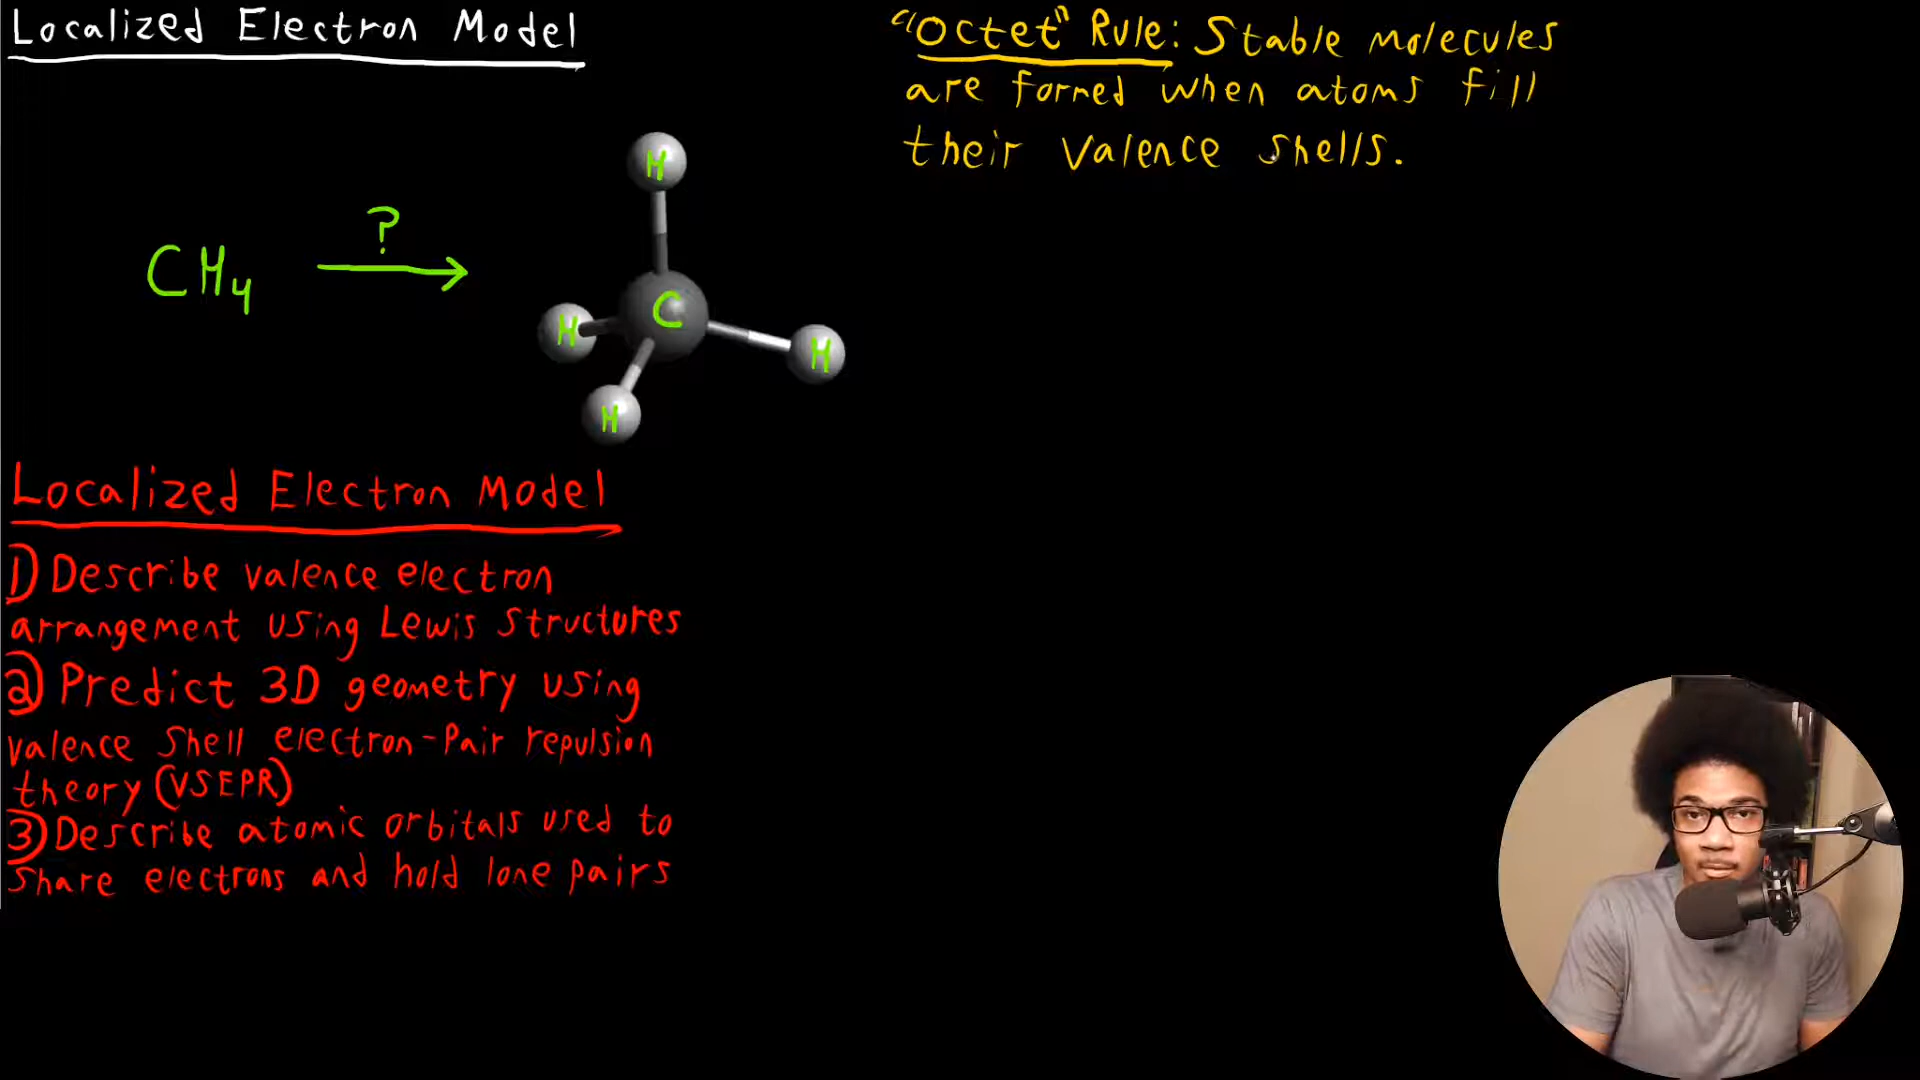 Localized Electron Model
"Octet" Rule: Stable molecules
are formed when atoms fill
their valence shells.
CH₄ ? →
H
C
H
H
H
Localized Electron Model
1) Describe valence electron
arrangement using Lewis structures
2) Predict 3D geometry using
valence shell electron-pair repulsion
theory (VSEPR)
3) Describe atomic orbitals used to
share electrons and hold lone pairs